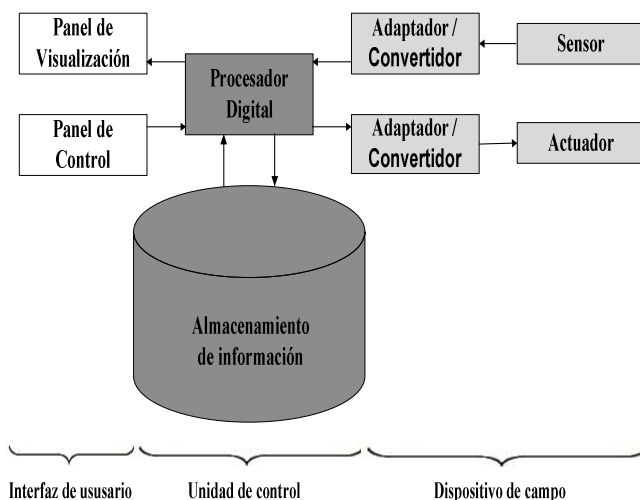 Panel de
Visualización
Procesador
Digital
Adaptador /
Convertidor
Sensor
Panel de
Control
Adaptador /
Convertidor
Actuador
Almacenamiento
de información
Interfaz de ususario
Unidad de control
Dispositivo de campo